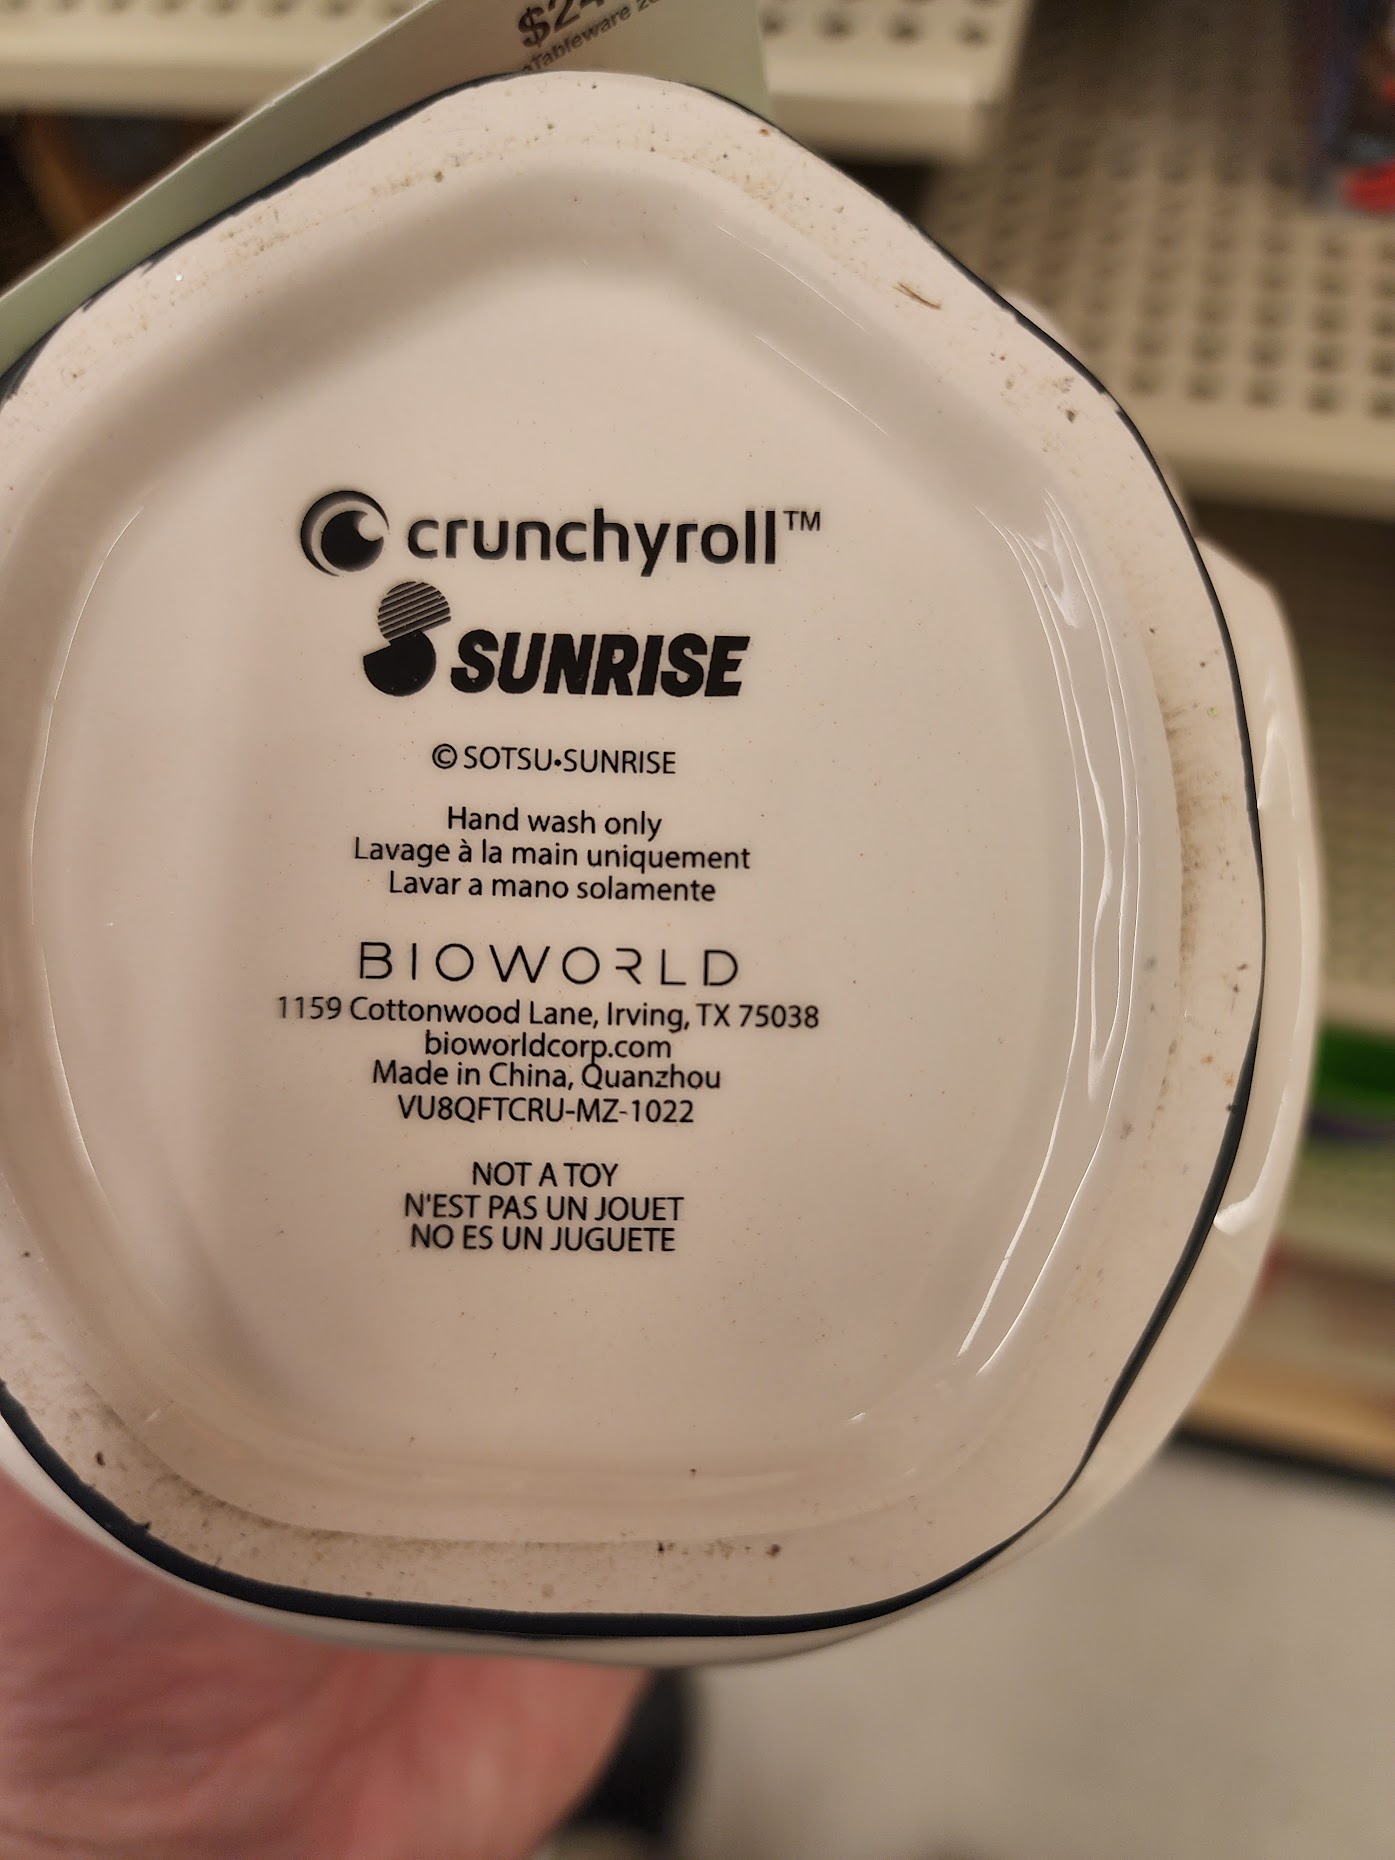 $24
Tableware
crunchyroll™
SUNRISE
© SOTSU•SUNRISE
Hand wash only
Lavage à la main uniquement
Lavar a mano solamente
BIOWORLD
1159 Cottonwood Lane, Irving, TX 75038
bioworldcorp.com
Made in China, Quanzhou
VU8QFTCRU-MZ-1022
NOT A TOY
N'EST PAS UN JOUET
NO ES UN JUGUETE